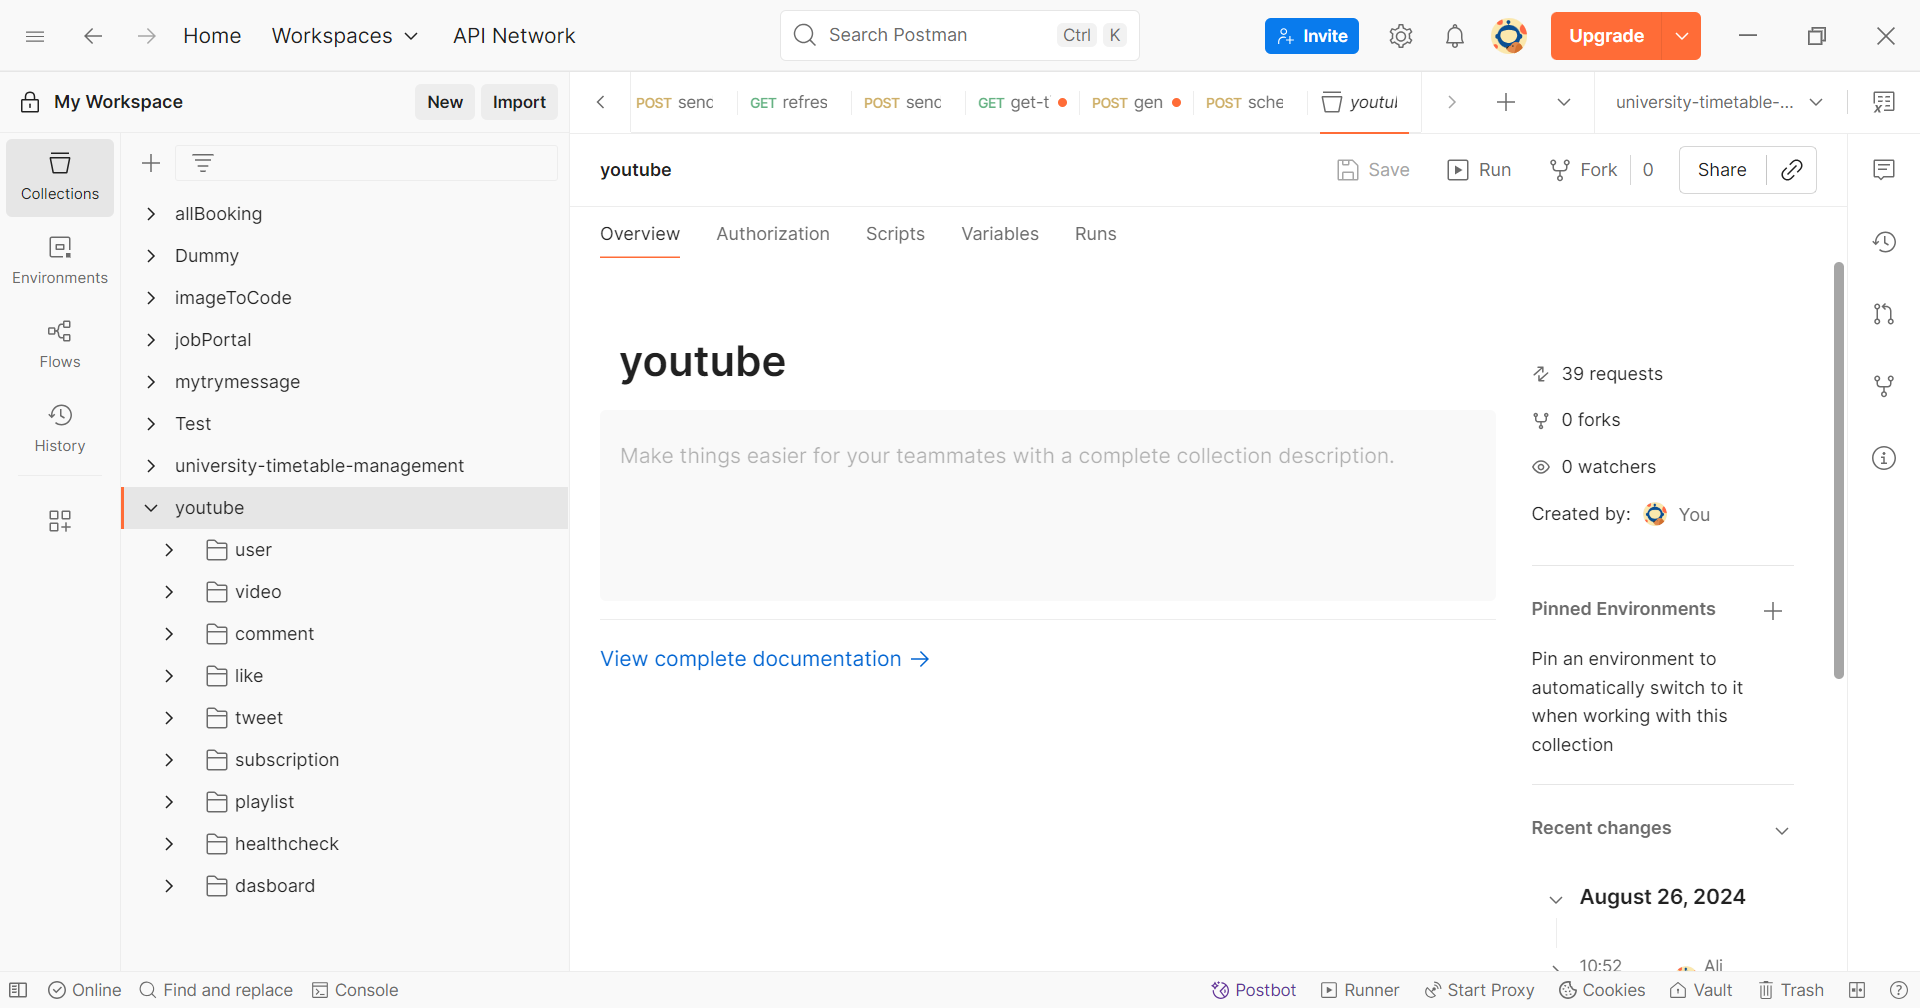 Home Workspaces API Network Search Postman Ctrl K Invite Upgrade
My Workspace New Import
POST senc GET refres POST senc GET get-t POST gen POST sche youtul university-timetable-...
Collections
Environments
Flows
History
allBooking
Dummy
imageToCode
jobPortal
mytrymessage
Test
university-timetable-management
youtube
user
video
comment
like
tweet
subscription
playlist
healthcheck
dasboard
youtube Save Run Fork 0 Share
Overview Authorization Scripts Variables Runs
youtube
Make things easier for your teammates with a complete collection description.
View complete documentation →
39 requests
0 forks
0 watchers
Created by: You
Pinned Environments
Pin an environment to
automatically switch to it
when working with this
collection
Recent changes
August 26, 2024
10:52 Ali
Online Find and replace Console Postbot Runner Start Proxy Cookies Vault Trash